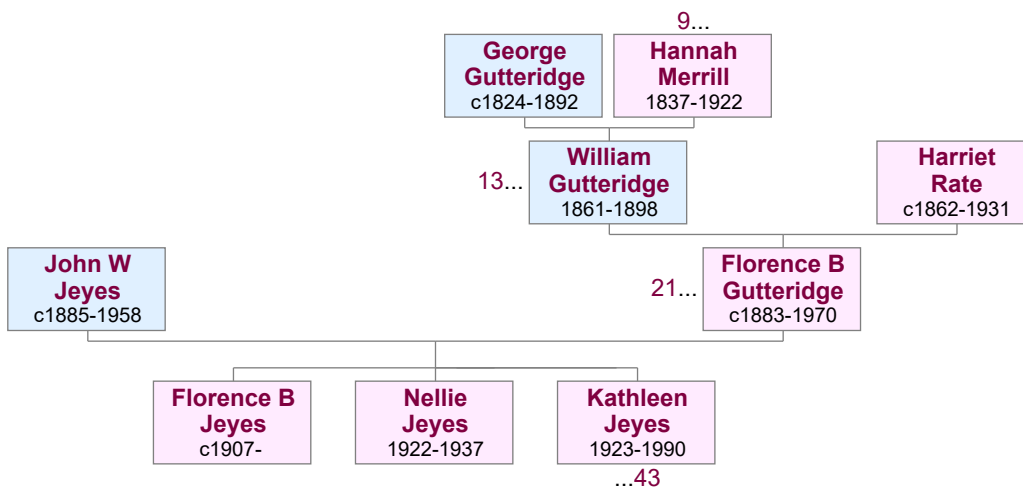 9...
George
Gutteridge
c1824-1892
Hannah
Merrill
1837-1922
13...
William
Gutteridge
1861-1898
Harriet
Rate
c1862-1931
John W
Jeyes
c1885-1958
21...
Florence B
Gutteridge
c1883-1970
Florence B
Jeyes
c1907-
Nellie
Jeyes
1922-1937
Kathleen
Jeyes
1923-1990
...43